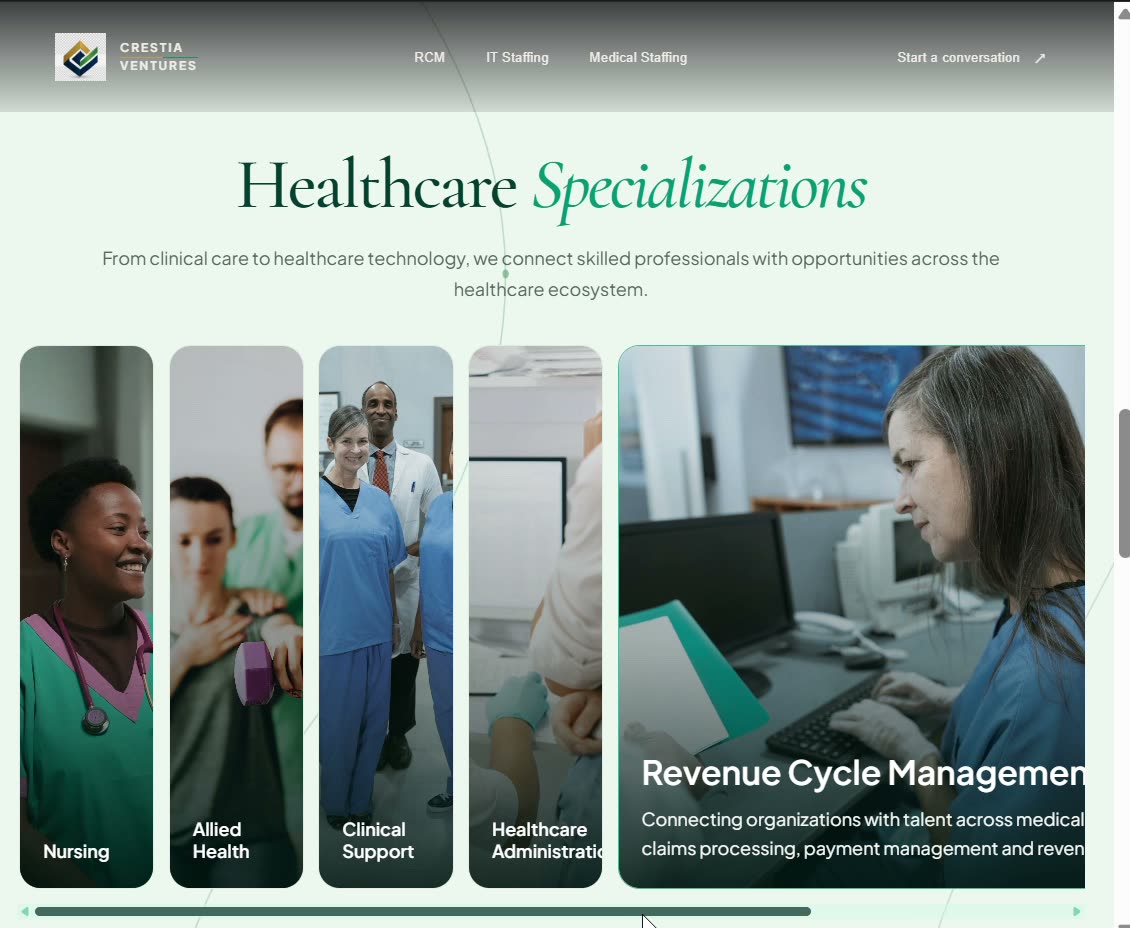 CRESTIA
VENTURES
RCM
IT Staffing
Medical Staffing
Start a conversation ↗
Healthcare Specializations
From clinical care to healthcare technology, we connect skilled professionals with opportunities across the
healthcare ecosystem.
Nursing
Allied
Health
Clinical
Support
Healthcare
Administratio
Revenue Cycle Managemen
Connecting organizations with talent across medical
claims processing, payment management and reven